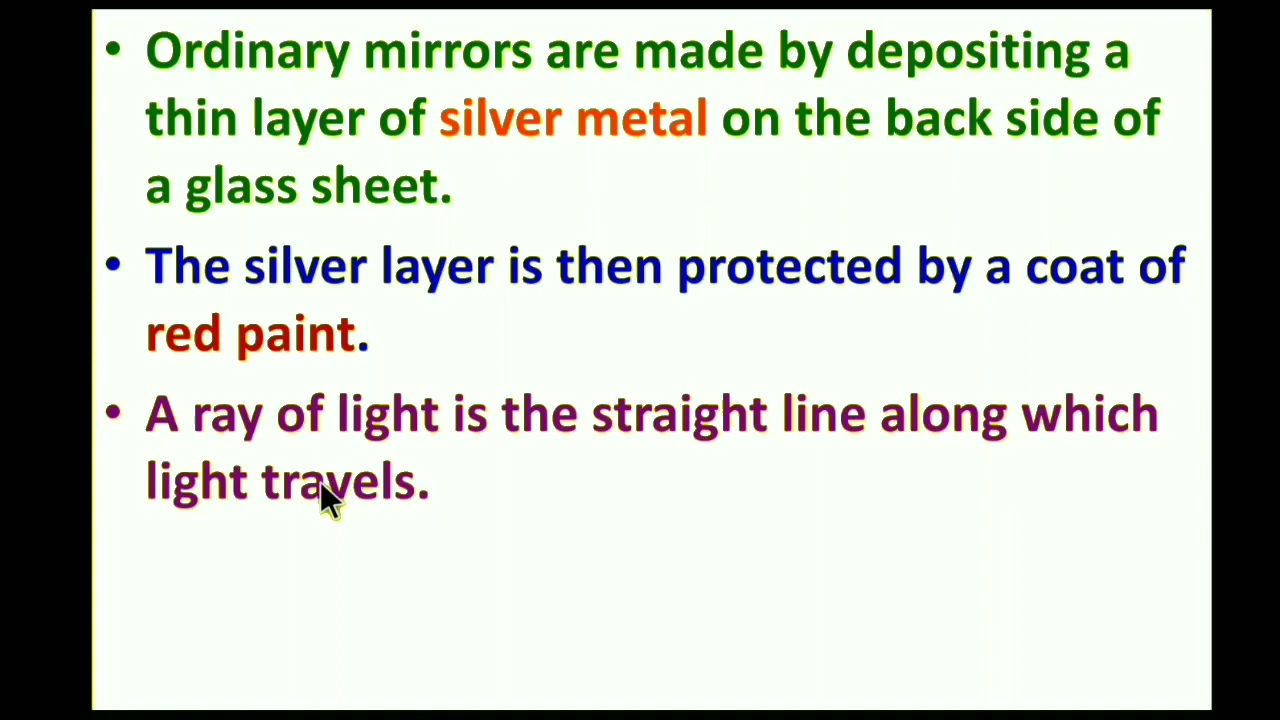 • Ordinary mirrors are made by depositing a
thin layer of silver metal on the back side of
a glass sheet.
• The silver layer is then protected by a coat of
red paint.
• A ray of light is the straight line along which
light travels.